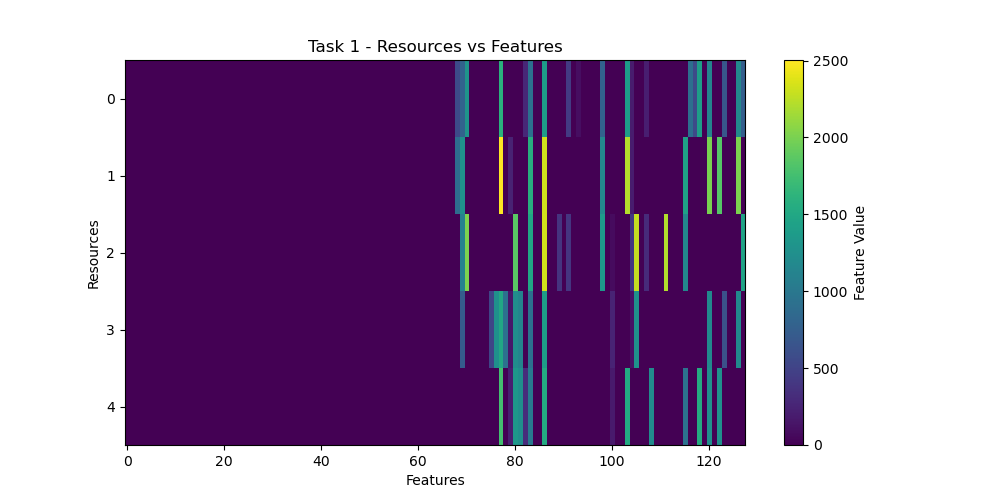 Task 1 - Resources vs Features
Resources
0
1
2
3
4
0 20 40 60 80 100 120
Features
2500
2000
1500
1000
500
0
Feature Value